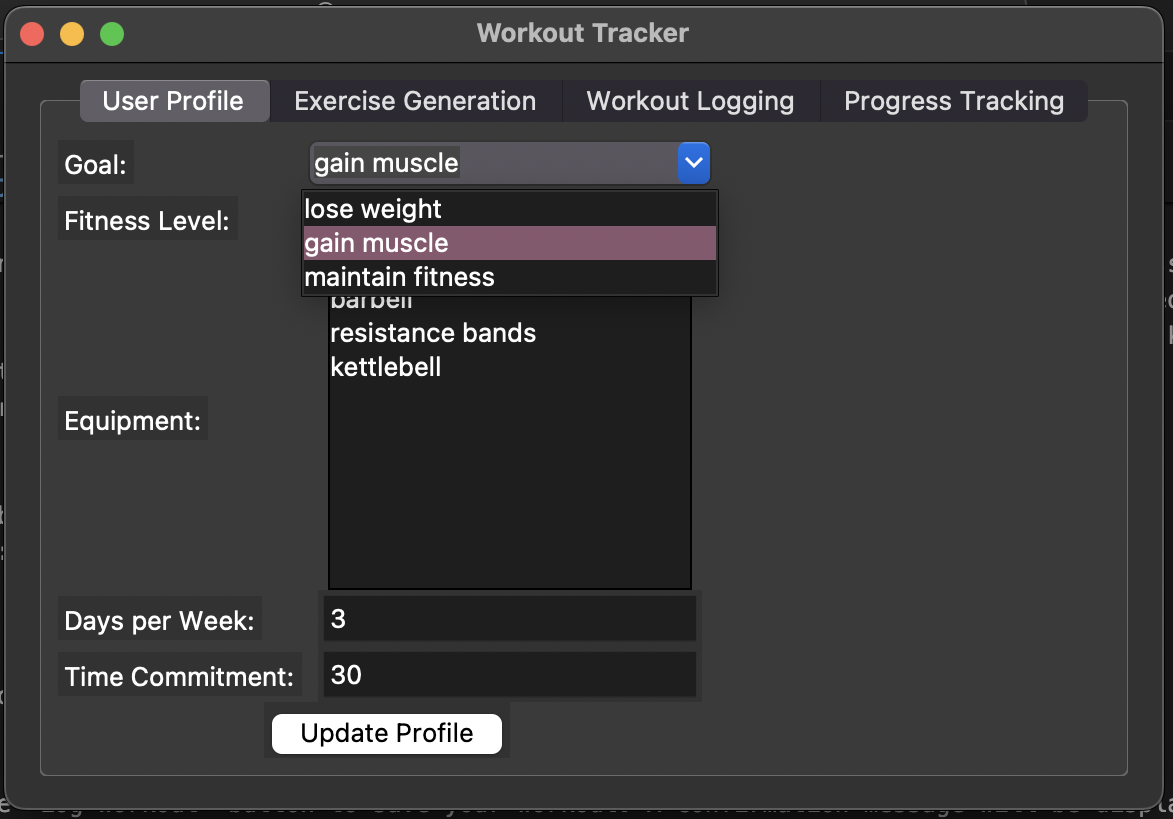 Workout Tracker
User Profile Exercise Generation Workout Logging Progress Tracking
Goal: gain muscle
lose weight
Fitness Level:
gain muscle
maintain fitness
barbell
resistance bands
kettlebell
Equipment:
Days per Week: 3
Time Commitment: 30
Update Profile